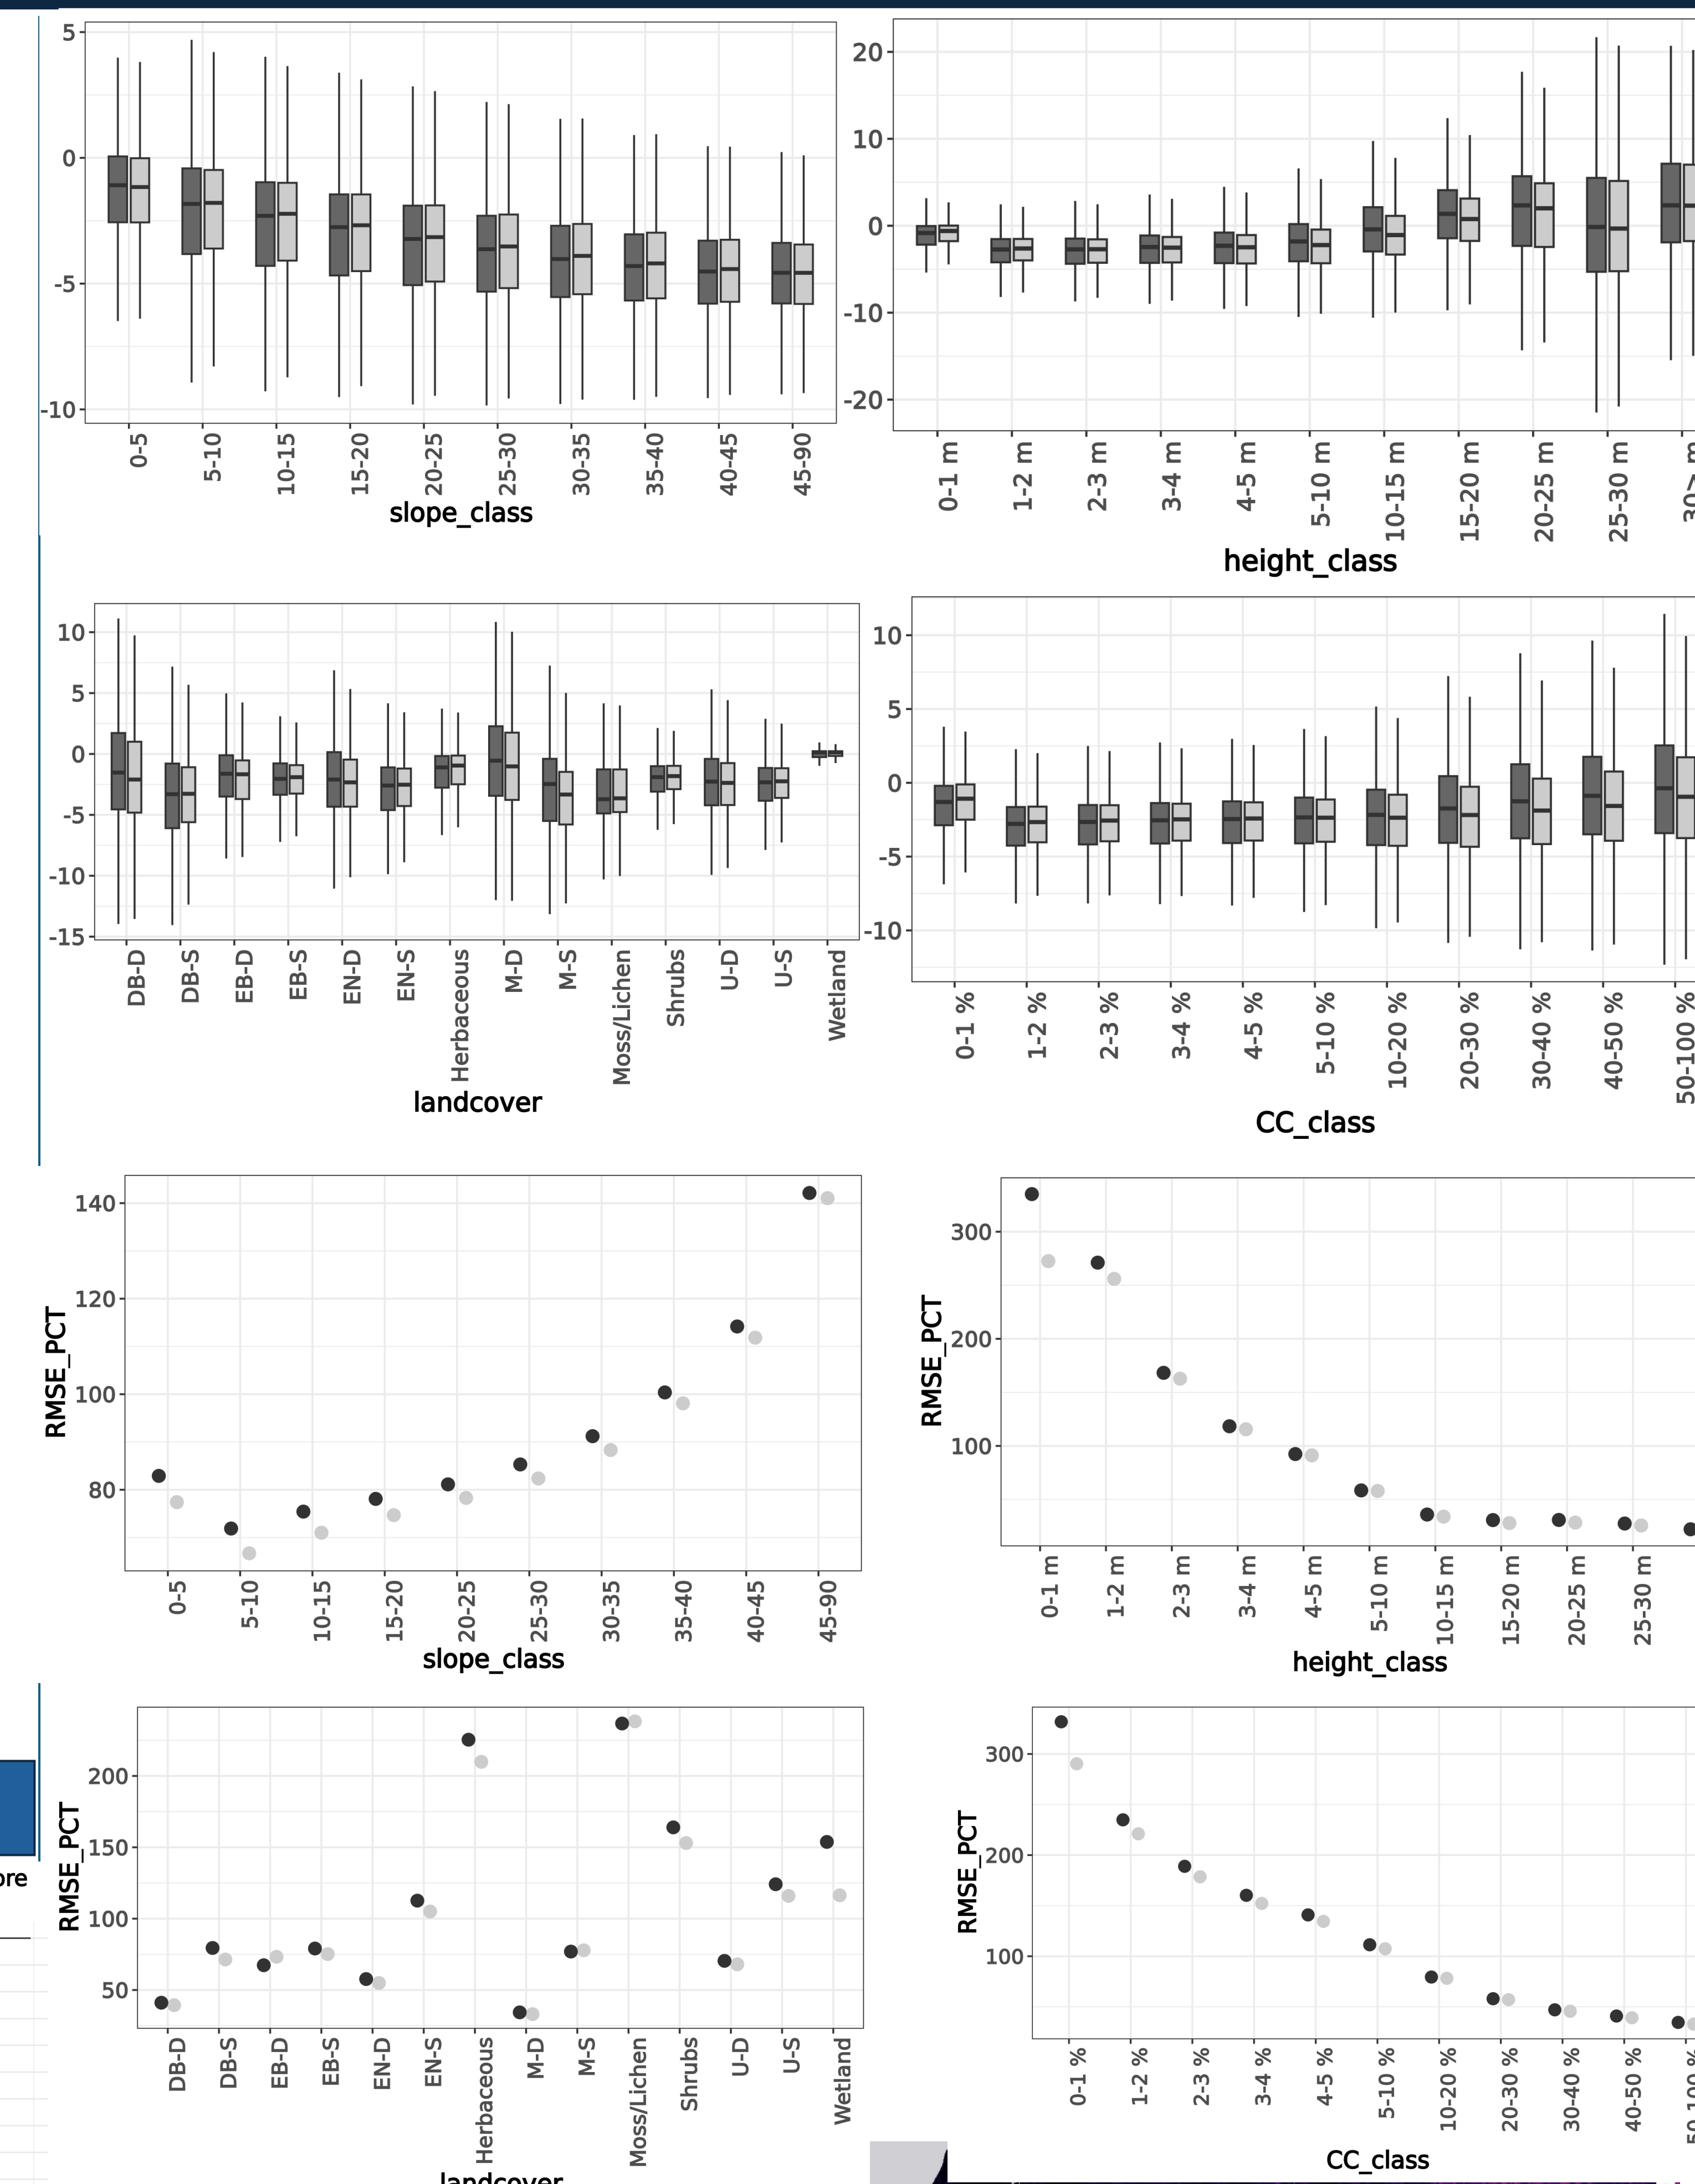 5
0
-5
-10
0-5
5-10
10-15
15-20
20-25
25-30
30-35
35-40
40-45
45-90
slope_class
20
10
0
-10
-20
0-1 m
1-2 m
2-3 m
3-4 m
4-5 m
5-10 m
10-15 m
15-20 m
20-25 m
25-30 m
height_class
10
5
0
-5
-10
-15
DB-D
DB-S
EB-D
EB-S
EN-D
EN-S
Herbaceous
M-D
M-S
Moss/Lichen
Shrubs
U-D
U-S
Wetland
landcover
10
5
0
-5
-10
0-1 %
1-2 %
2-3 %
3-4 %
4-5 %
5-10 %
10-20 %
20-30 %
30-40 %
40-50 %
50-100 %
CC_class
RMSE_PCT
140
120
100
80
0-5
5-10
10-15
15-20
20-25
25-30
30-35
35-40
40-45
45-90
slope_class
RMSE_PCT
300
200
100
0-1 m
1-2 m
2-3 m
3-4 m
4-5 m
5-10 m
10-15 m
15-20 m
20-25 m
25-30 m
height_class
ore
RMSE_PCT
200
150
100
50
DB-D
DB-S
EB-D
EB-S
EN-D
EN-S
Herbaceous
M-D
M-S
Moss/Lichen
Shrubs
U-D
U-S
Wetland
landcover
RMSE_PCT
300
200
100
0-1 %
1-2 %
2-3 %
3-4 %
4-5 %
5-10 %
10-20 %
20-30 %
30-40 %
40-50 %
50-100 %
CC_class